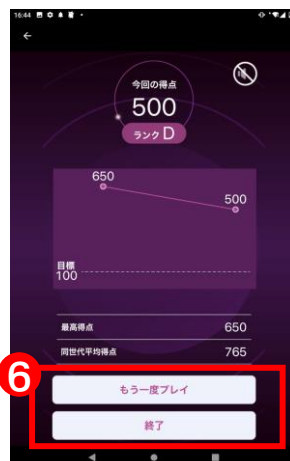 16:44
今回の得点
500
ランク D
650
500
目標
100
最高得点 650
同世代平均得点 765
6
もう一度プレイ
終了